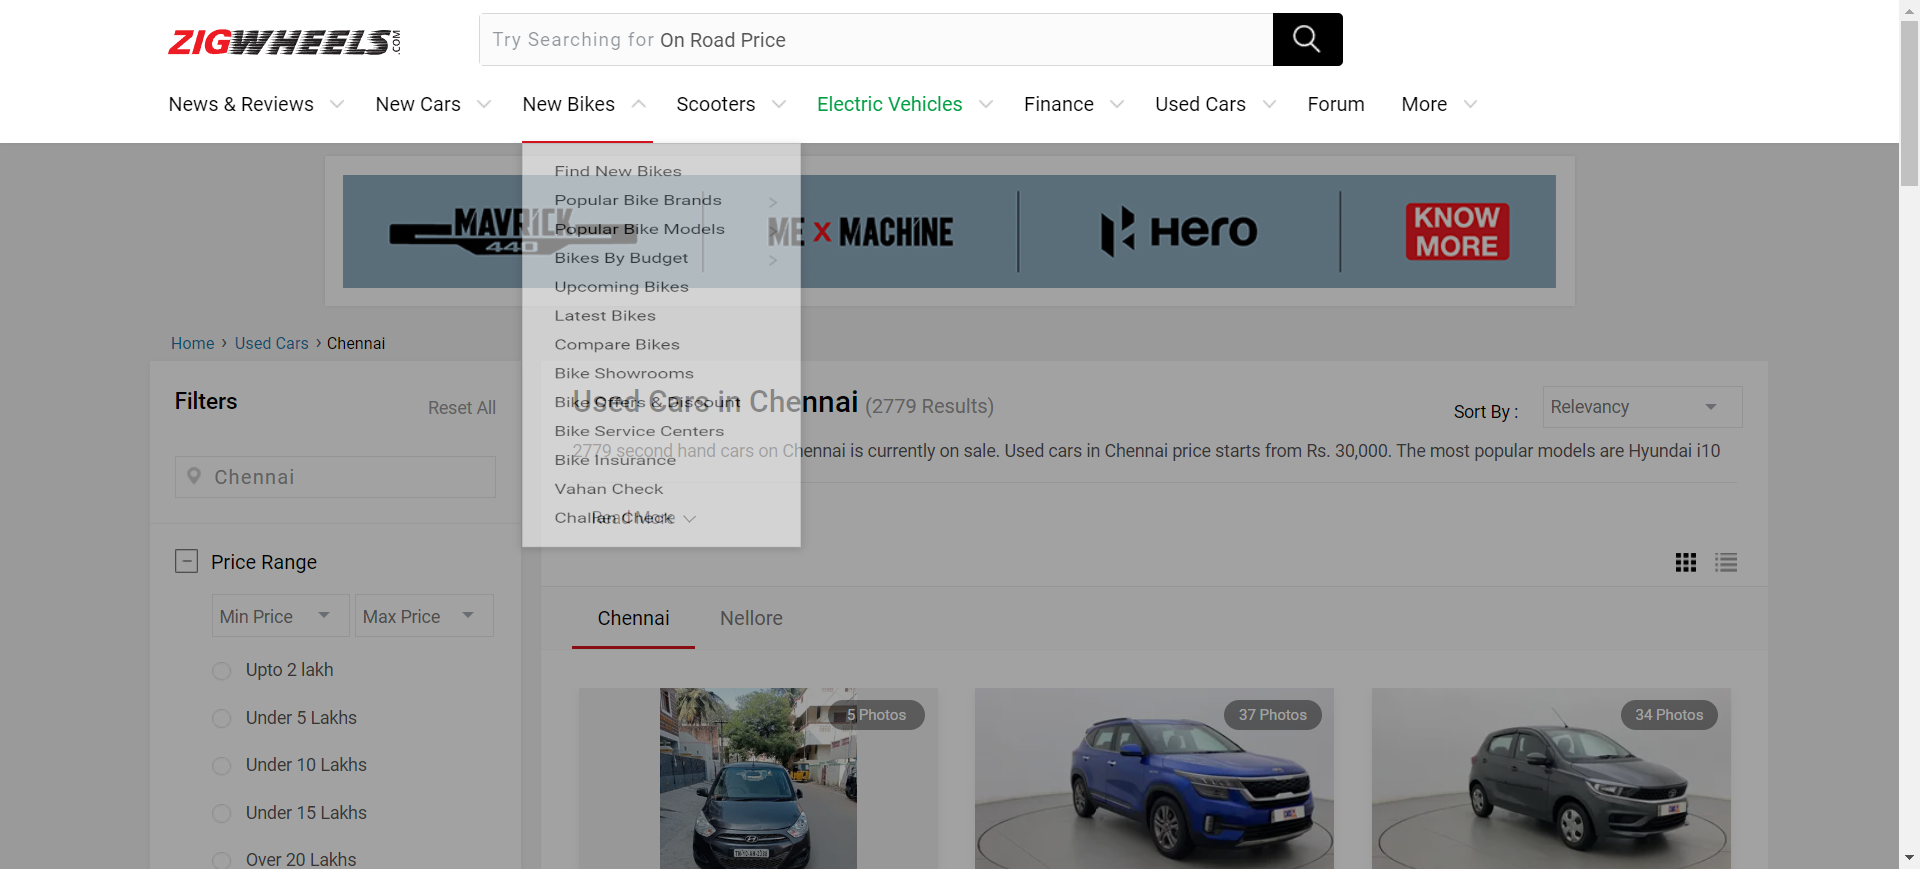 ZIGWHEELS.COM
Try Searching for On Road Price
News & Reviews New Cars New Bikes Scooters Electric Vehicles Finance Used Cars Forum More
Find New Bikes
Popular Bike Brands
Popular Bike Models
Bikes By Budget
Upcoming Bikes
Latest Bikes
Compare Bikes
Bike Showrooms
Bike Offers & Discount
Bike Service Centers
Bike Insurance
Vahan Check
Challan Check
MAVRICK
440
ME X MACHINE
Hero
KNOW
MORE
Home › Used Cars › Chennai
Filters
Reset All
Chennai
Price Range
Min Price
Max Price
Upto 2 lakh
Under 5 Lakhs
Under 10 Lakhs
Under 15 Lakhs
Over 20 Lakhs
Used Cars in Chennai (2779 Results)
Sort By : Relevancy
2779 second hand cars on Chennai is currently on sale. Used cars in Chennai price starts from Rs. 30,000. The most popular models are Hyundai i10
Read More
Chennai Nellore
5 Photos
37 Photos
34 Photos